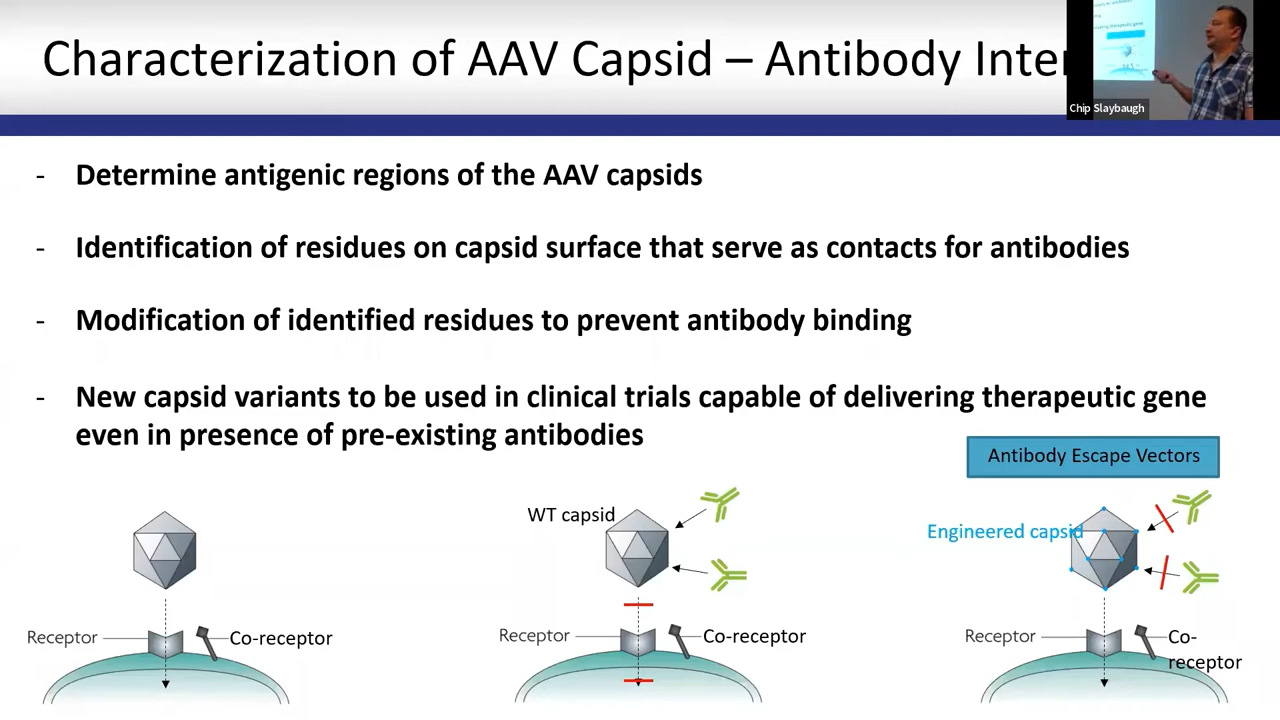 Characterization of AAV Capsid – Antibody Inter
Chip Slaybaugh
- Determine antigenic regions of the AAV capsids
- Identification of residues on capsid surface that serve as contacts for antibodies
- Modification of identified residues to prevent antibody binding
- New capsid variants to be used in clinical trials capable of delivering therapeutic gene
even in presence of pre-existing antibodies
Antibody Escape Vectors
WT capsid
Engineered capsid
Receptor
Co-receptor
Receptor
Co-receptor
Receptor
Co-
receptor